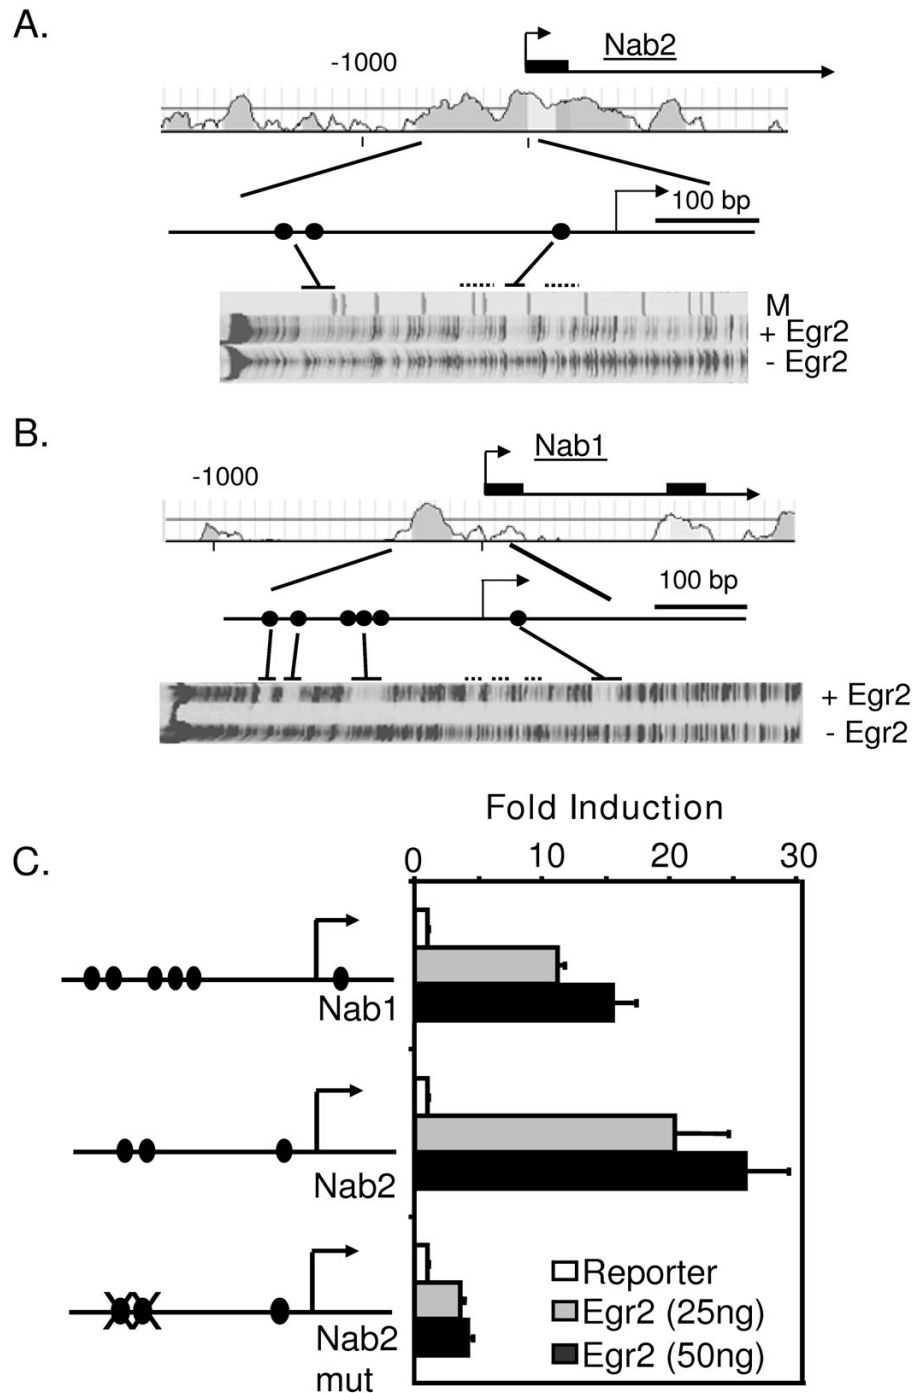 A.
Nab2
-1000
100 bp
M
+ Egr2
- Egr2
B.
Nab1
-1000
100 bp
+ Egr2
- Egr2
Fold Induction
C.
0 10 20 30
Nab1
Nab2
Nab2
mut
Reporter
Egr2 (25ng)
Egr2 (50ng)